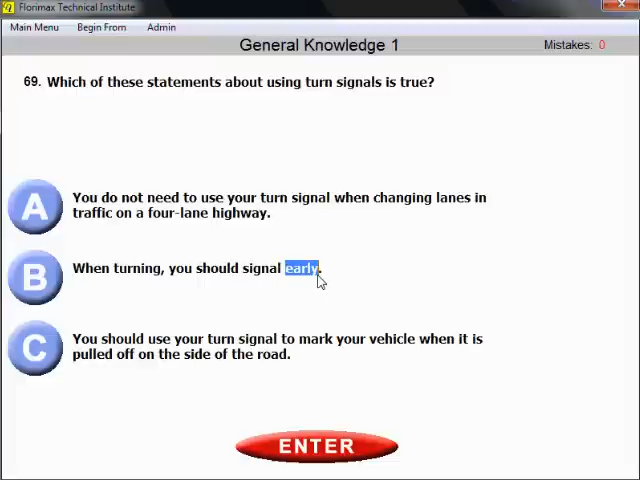 Florimax Technical Institute
Main Menu Begin From Admin
General Knowledge 1 Mistakes: 0
69. Which of these statements about using turn signals is true?
A You do not need to use your turn signal when changing lanes in
traffic on a four-lane highway.
B When turning, you should signal early.
C You should use your turn signal to mark your vehicle when it is
pulled off on the side of the road.
ENTER